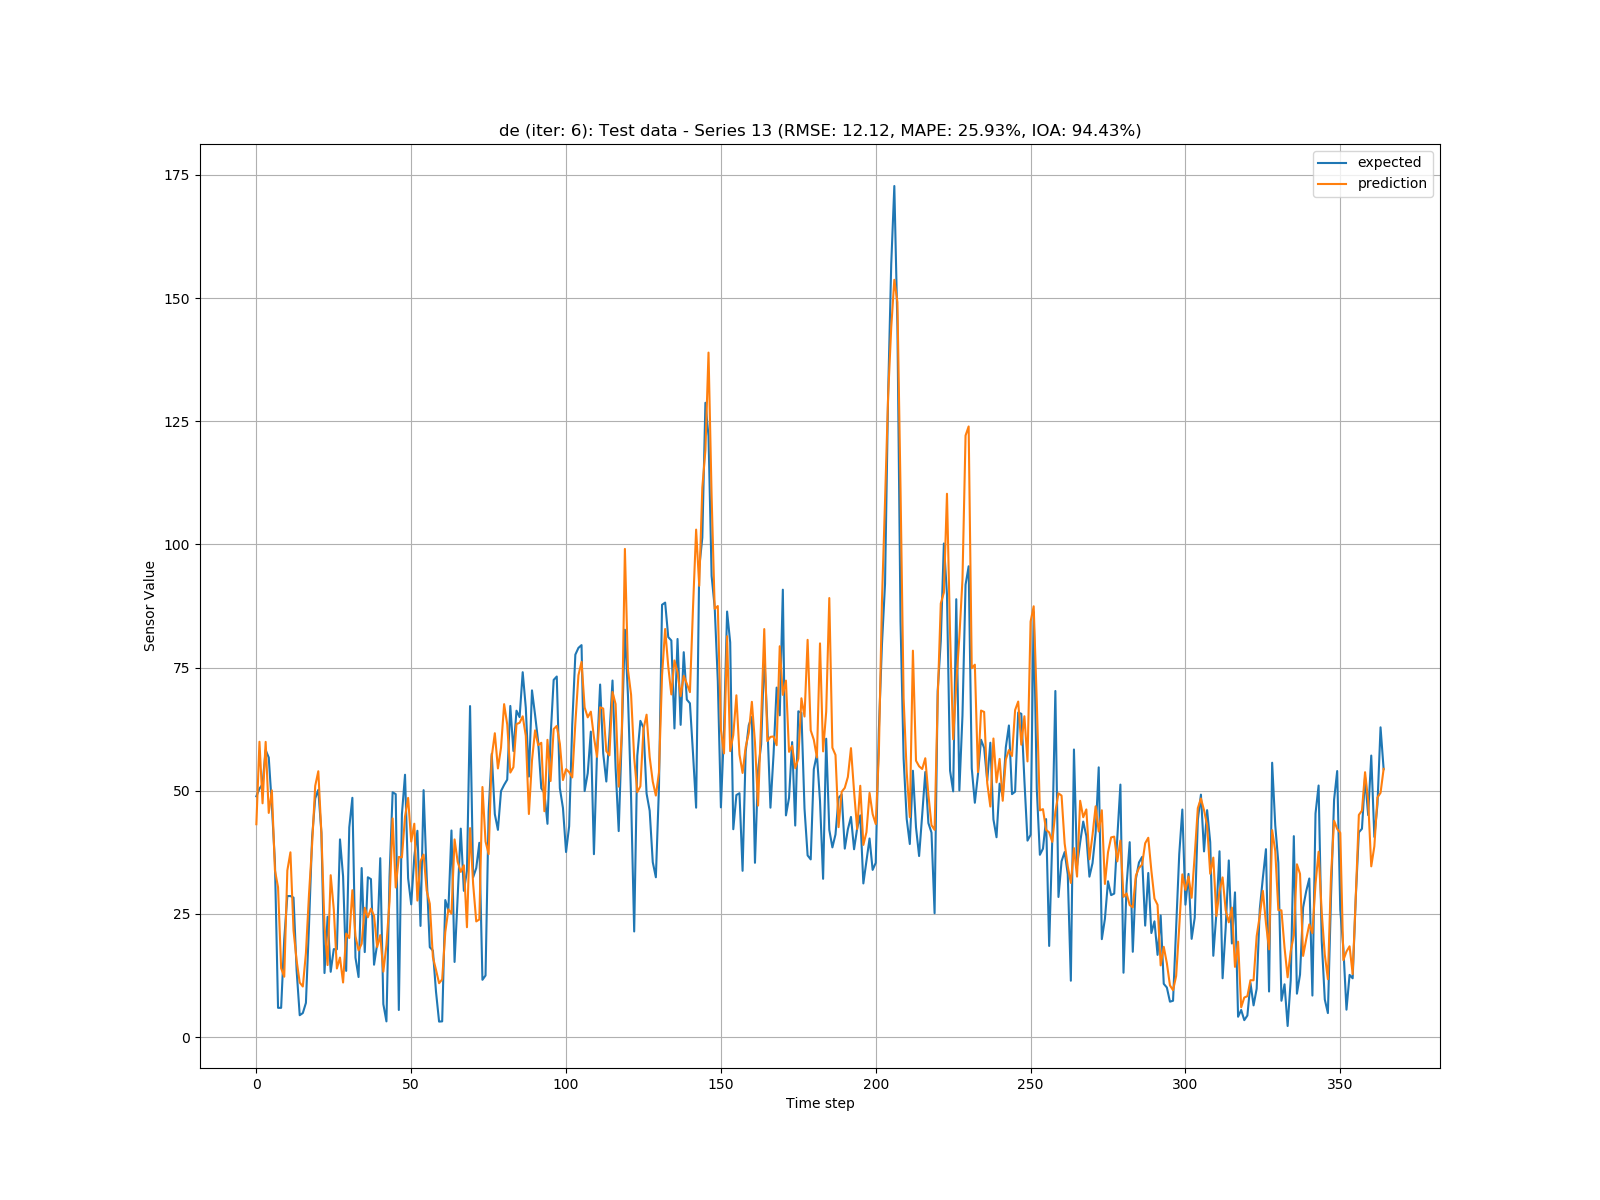 de (iter: 6): Test data - Series 13 (RMSE: 12.12, MAPE: 25.93%, IOA: 94.43%)
expected
prediction
175
150
125
100
75
50
25
0
Sensor Value
0 50 100 150 200 250 300 350
Time step